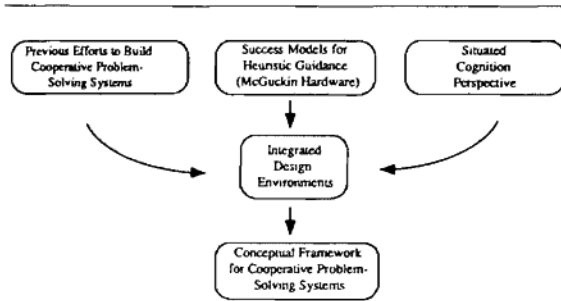 Previous Efforts to Build
Cooperative Problem-
Solving Systems
Success Models for
Heuristic Guidance
(McGuckin Hardware)
Situated
Cognition
Perspective
Integrated
Design
Environments
Conceptual Framework
for Cooperative Problem-
Solving Systems